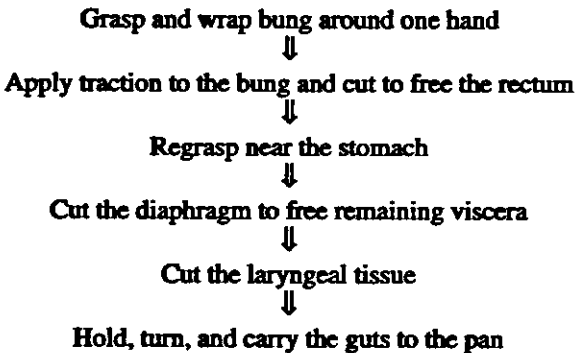 Grasp and wrap bung around one hand
⇓
Apply traction to the bung and cut to free the rectum
⇓
Regrasp near the stomach
⇓
Cut the diaphragm to free remaining viscera
⇓
Cut the laryngeal tissue
⇓
Hold, turn, and carry the guts to the pan